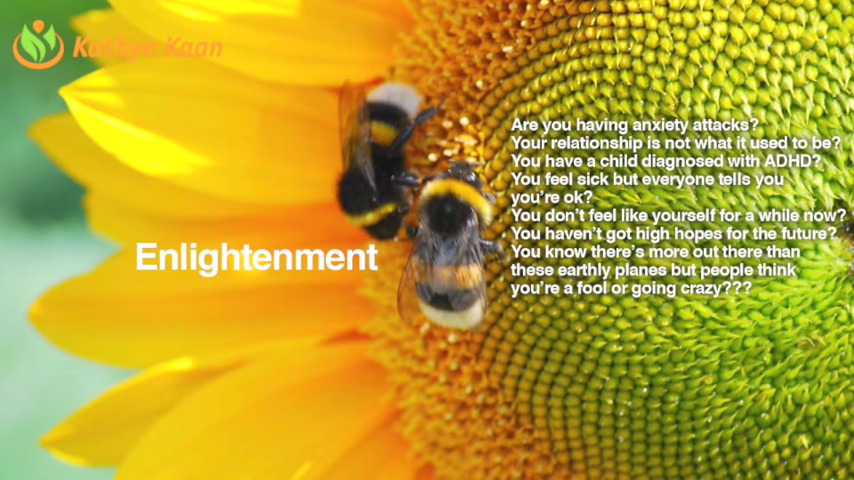 Kathye Kaan
Enlightenment
Are you having anxiety attacks?
Your relationship is not what it used to be?
You have a child diagnosed with ADHD?
You feel sick but everyone tells you
you're ok?
You don't feel like yourself for a while now?
You haven't got high hopes for the future?
You know there's more out there than
these earthly planes but people think
you're a fool or going crazy???